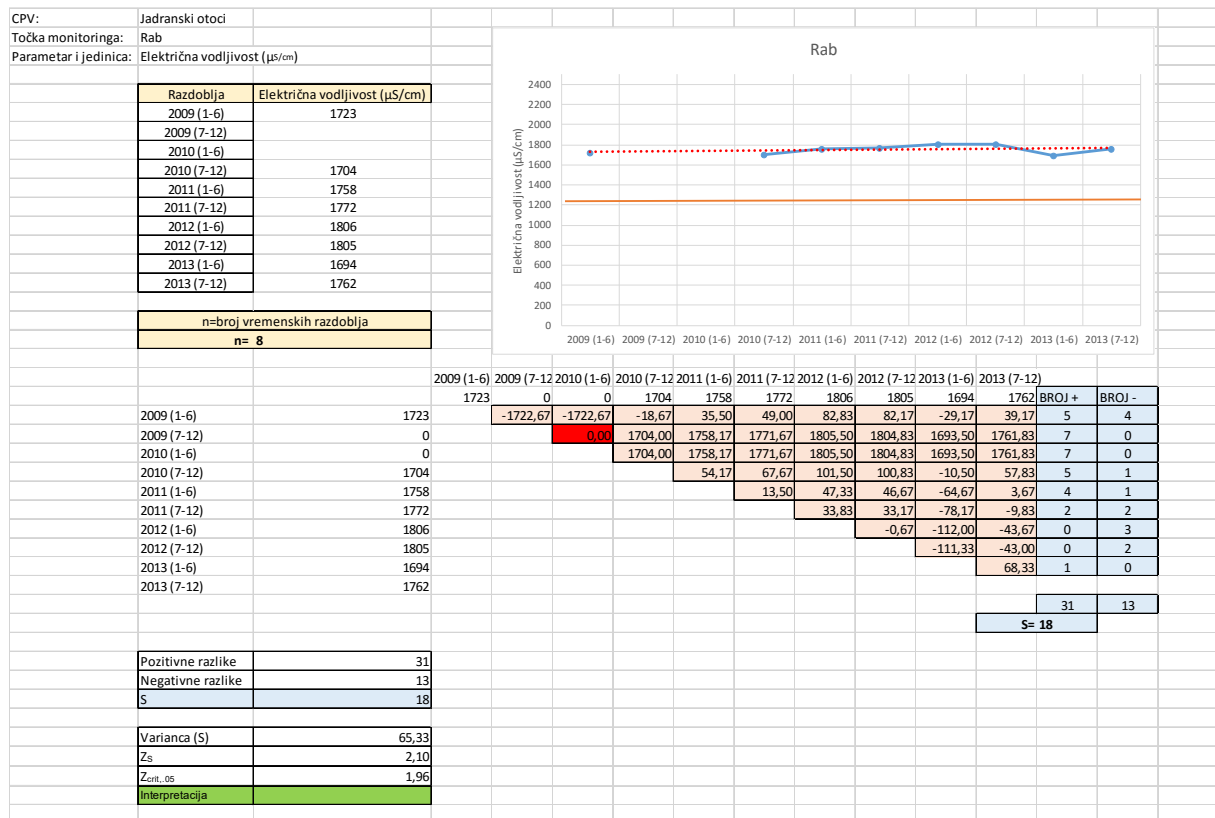 CPV: Jadranski otoci
Točka monitoringa: Rab
Parametar i jedinica: Električna vodljivost (µS/cm)
Razdoblja Električna vodljivost (µS/cm)
2009 (1-6) 1723
2009 (7-12)
2010 (1-6)
2010 (7-12) 1704
2011 (1-6) 1758
2011 (7-12) 1772
2012 (1-6) 1806
2012 (7-12) 1805
2013 (1-6) 1694
2013 (7-12) 1762
n=broj vremenskih razdoblja
n= 8
Rab
Električna vodljivost (µS/cm)
2400
2200
2000
1800
1600
1400
1200
1000
800
600
400
200
0
2009 (1-6) 2009 (7-12) 2010 (1-6) 2010 (7-12) 2011 (1-6) 2011 (7-12) 2012 (1-6) 2012 (7-12) 2013 (1-6) 2013 (7-12)
2009 (1-6) 2009 (7-12 2010 (1-6) 2010 (7-12 2011 (1-6) 2011 (7-12 2012 (1-6) 2012 (7-12 2013 (1-6) 2013 (7-12)
1723 0 0 1704 1758 1772 1806 1805 1694 1762 BROJ + BROJ -
2009 (1-6) 1723 -1722,67 -1722,67 -18,67 35,50 49,00 82,83 82,17 -29,17 39,17 5 4
2009 (7-12) 0 0,00 1704,00 1758,17 1771,67 1805,50 1804,83 1693,50 1761,83 7 0
2010 (1-6) 0 1704,00 1758,17 1771,67 1805,50 1804,83 1693,50 1761,83 7 0
2010 (7-12) 1704 54,17 67,67 101,50 100,83 -10,50 57,83 5 1
2011 (1-6) 1758 13,50 47,33 46,67 -64,67 3,67 4 1
2011 (7-12) 1772 33,83 33,17 -78,17 -9,83 2 2
2012 (1-6) 1806 -0,67 -112,00 -43,67 0 3
2012 (7-12) 1805 -111,33 -43,00 0 2
2013 (1-6) 1694 68,33 1 0
2013 (7-12) 1762
31 13
S= 18
Pozitivne razlike 31
Negativne razlike 13
S 18
Varianca (S) 65,33
ZS 2,10
Zcrit,.05 1,96
Interpretacija